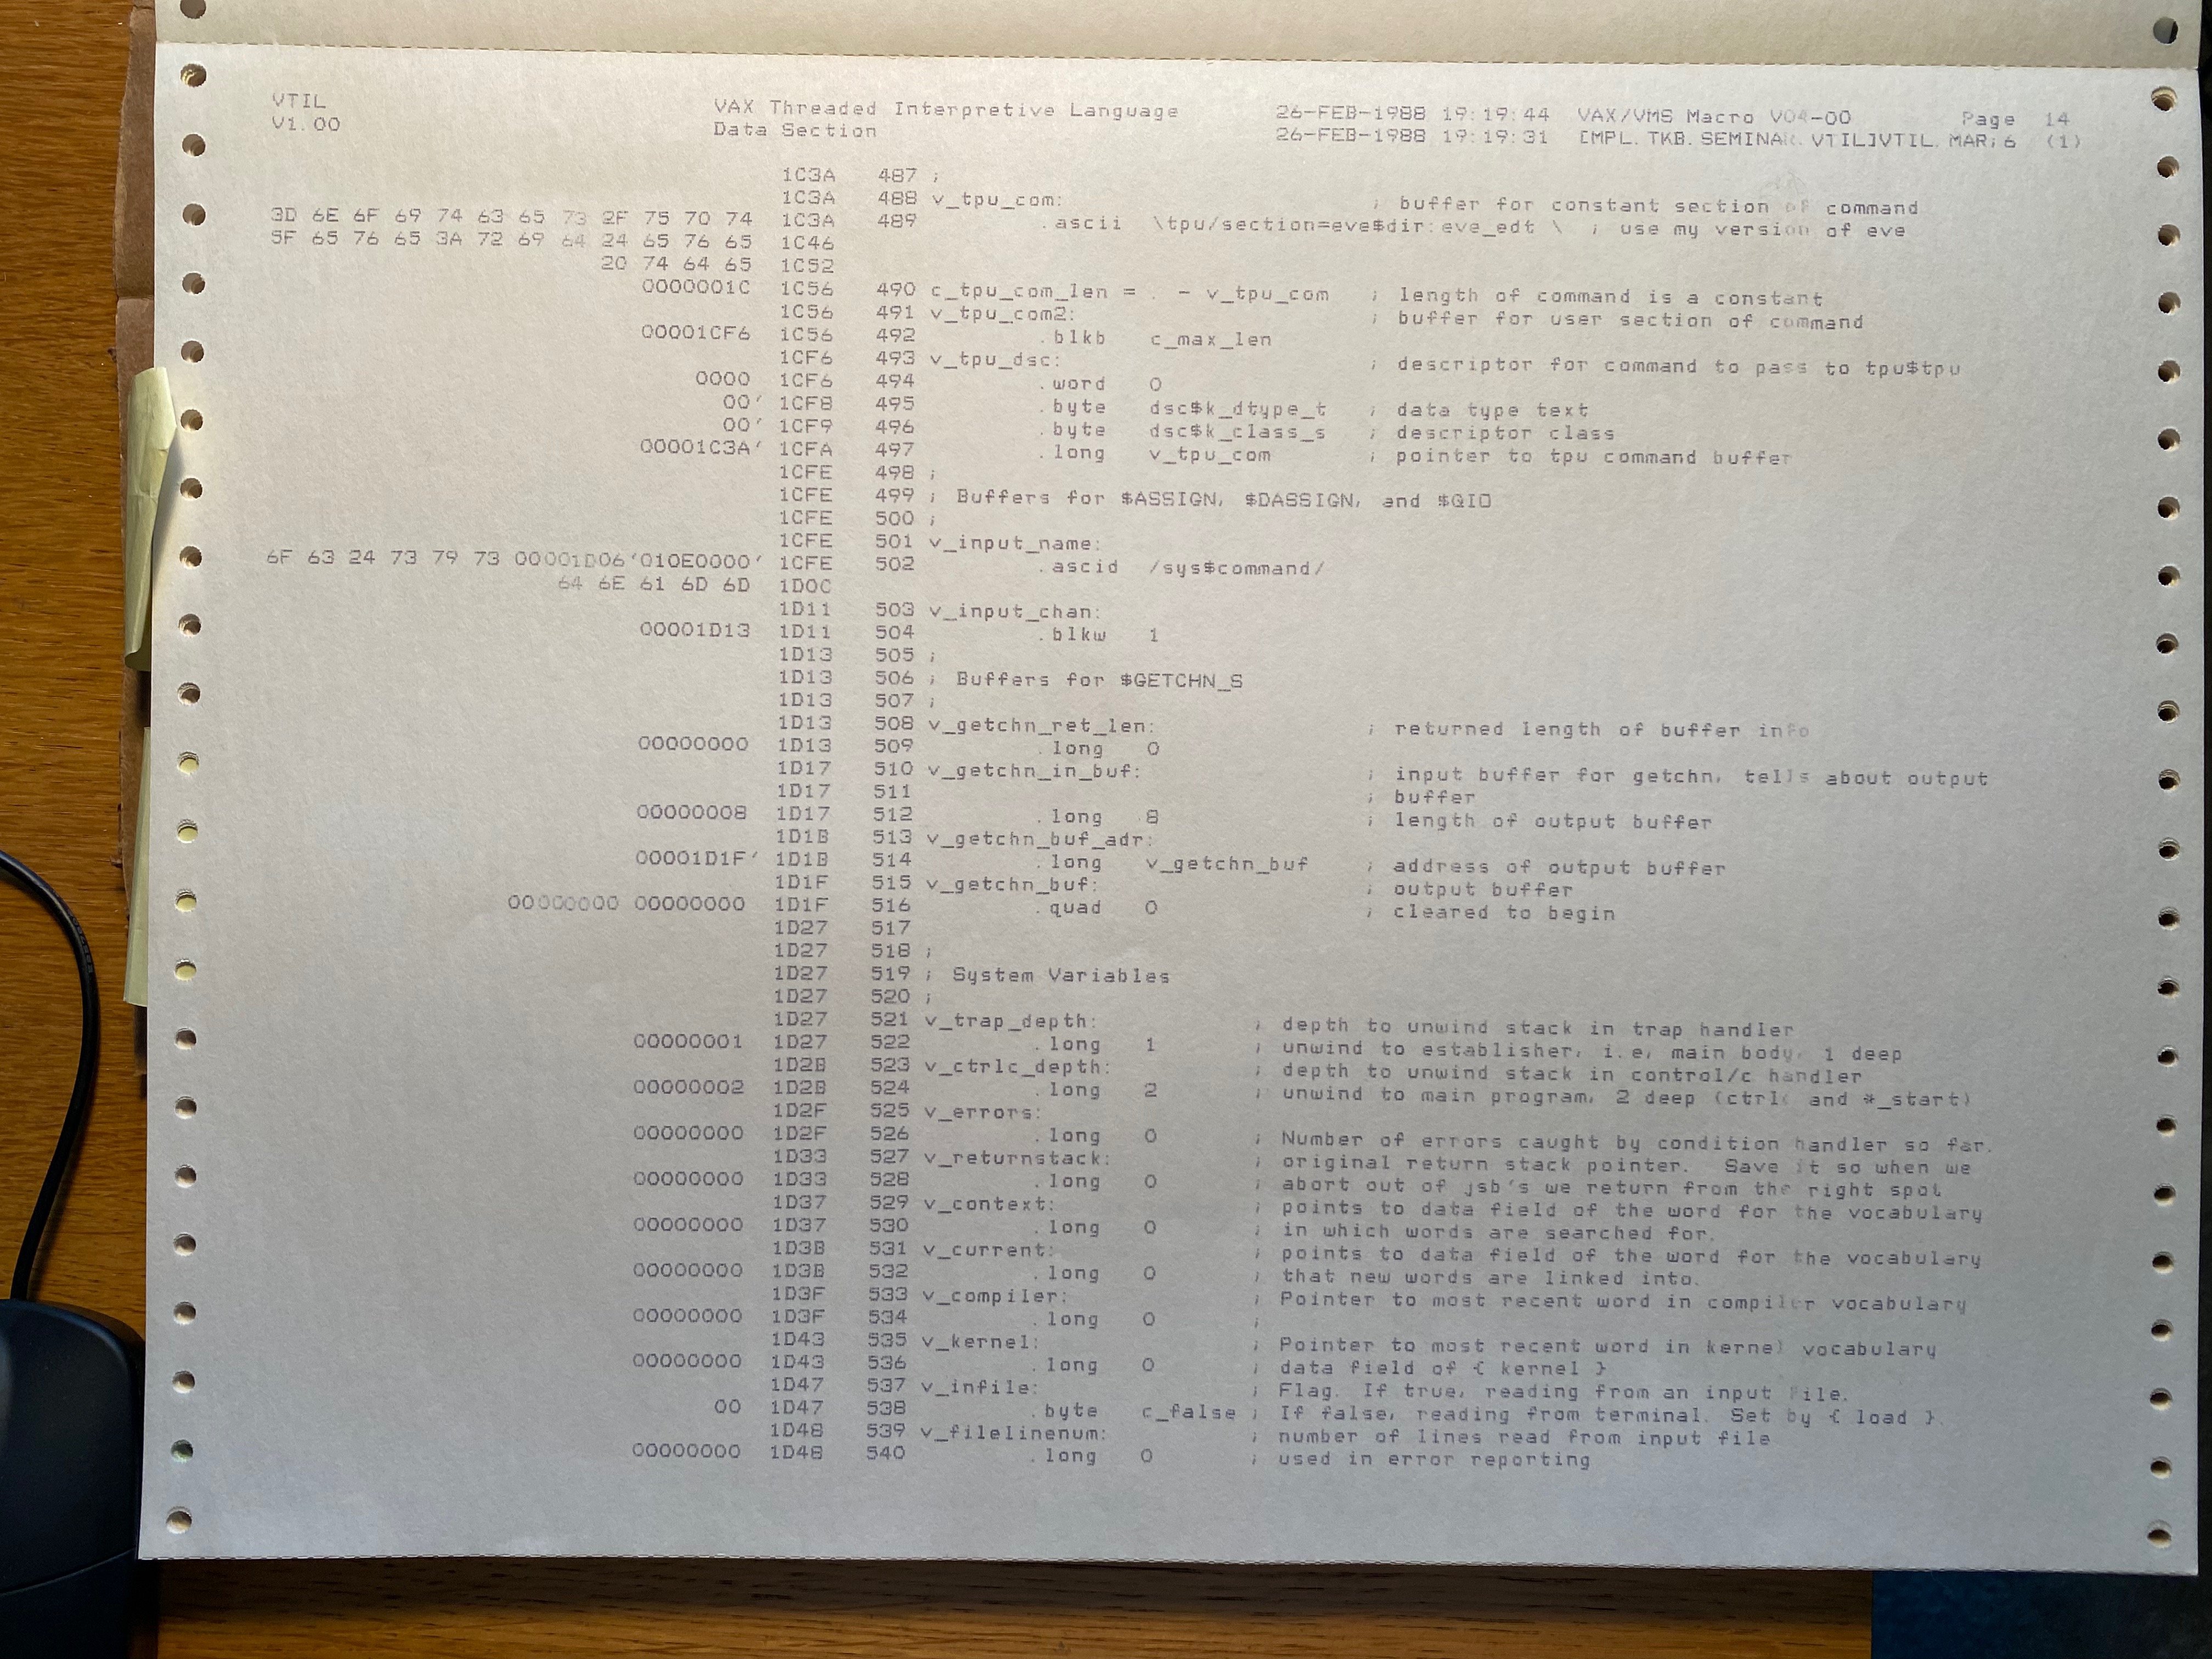 VTIL VAX Threaded Interpretive Language 26-FEB-1988 19:19:44 VAX/VMS Macro V04-00 Page 14
V1.00 Data Section 26-FEB-1988 19:19:31 [MPL.TKB.SEMINAR.VTIL]VTIL.MAR;6 (1)
1C3A 487 ;
1C3A 488 v_tpu_com: ; buffer for constant section of command
3D 6E 6F 69 74 63 65 73 2F 75 70 74 1C3A 489 .ascii \tpu/section=eve$dir:eve_edt \ ; use my version of eve
5F 65 76 65 3A 72 69 64 24 65 76 65 1C46
20 74 64 65 1C52
0000001C 1C56 490 c_tpu_com_len = . - v_tpu_com ; length of command is a constant
1C56 491 v_tpu_com2: ; buffer for user section of command
00001CF6 1C56 492 .blkb c_max_len
1CF6 493 v_tpu_dsc: ; descriptor for command to pass to tpu$tpu
0000 1CF6 494 .word 0
00' 1CF8 495 .byte dsc$k_dtype_t ; data type text
00' 1CF9 496 .byte dsc$k_class_s ; descriptor class
00001C3A' 1CFA 497 .long v_tpu_com ; pointer to tpu command buffer
1CFE 498 ;
1CFE 499 ; Buffers for $ASSIGN, $DASSIGN, and $QIO
1CFE 500 ;
1CFE 501 v_input_name:
6F 63 24 73 79 73 00001D06'010E0000' 1CFE 502 .ascid /sys$command/
64 6E 61 6D 6D 1D0C
1D11 503 v_input_chan:
00001D13 1D11 504 .blkw 1
1D13 505 ;
1D13 506 ; Buffers for $GETCHN_S
1D13 507 ;
1D13 508 v_getchn_ret_len: ; returned length of buffer info
00000000 1D13 509 .long 0
1D17 510 v_getchn_in_buf: ; input buffer for getchn, tells about output
1D17 511 ; buffer
00000008 1D17 512 .long 8 ; length of output buffer
1D1B 513 v_getchn_buf_adr:
00001D1F' 1D1B 514 .long v_getchn_buf ; address of output buffer
1D1F 515 v_getchn_buf: ; output buffer
00000000 00000000 1D1F 516 .quad 0 ; cleared to begin
1D27 517
1D27 518 ;
1D27 519 ; System Variables
1D27 520 ;
1D27 521 v_trap_depth: ; depth to unwind stack in trap handler
00000001 1D27 522 .long 1 ; unwind to establisher, i.e, main body, 1 deep
1D2B 523 v_ctrlc_depth: ; depth to unwind stack in control/c handler
00000002 1D2B 524 .long 2 ; unwind to main program, 2 deep (ctrlc and *_start)
1D2F 525 v_errors:
00000000 1D2F 526 .long 0 ; Number of errors caught by condition handler so far.
1D33 527 v_returnstack: ; original return stack pointer. Save it so when we
00000000 1D33 528 .long 0 ; abort out of jsb's we return from the right spot
1D37 529 v_context: ; points to data field of the word for the vocabulary
00000000 1D37 530 .long 0 ; in which words are searched for.
1D3B 531 v_current: ; points to data field of the word for the vocabulary
00000000 1D3B 532 .long 0 ; that new words are linked into.
1D3F 533 v_compiler: ; Pointer to most recent word in compiler vocabulary
00000000 1D3F 534 .long 0 ;
1D43 535 v_kernel: ; Pointer to most recent word in kernel vocabulary
00000000 1D43 536 .long 0 ; data field of { kernel }
1D47 537 v_infile: ; Flag. If true, reading from an input file.
00 1D47 538 .byte c_false ; If false, reading from terminal. Set by { load }.
1D48 539 v_filelinenum: ; number of lines read from input file
00000000 1D48 540 .long 0 ; used in error reporting